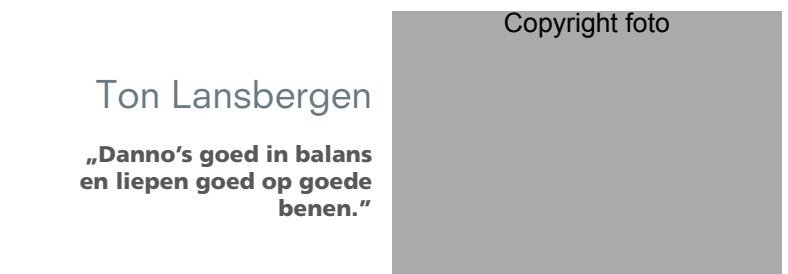 Copyright foto
Ton Lansbergen
„Danno’s goed in balans
en liepen goed op goede
benen.”